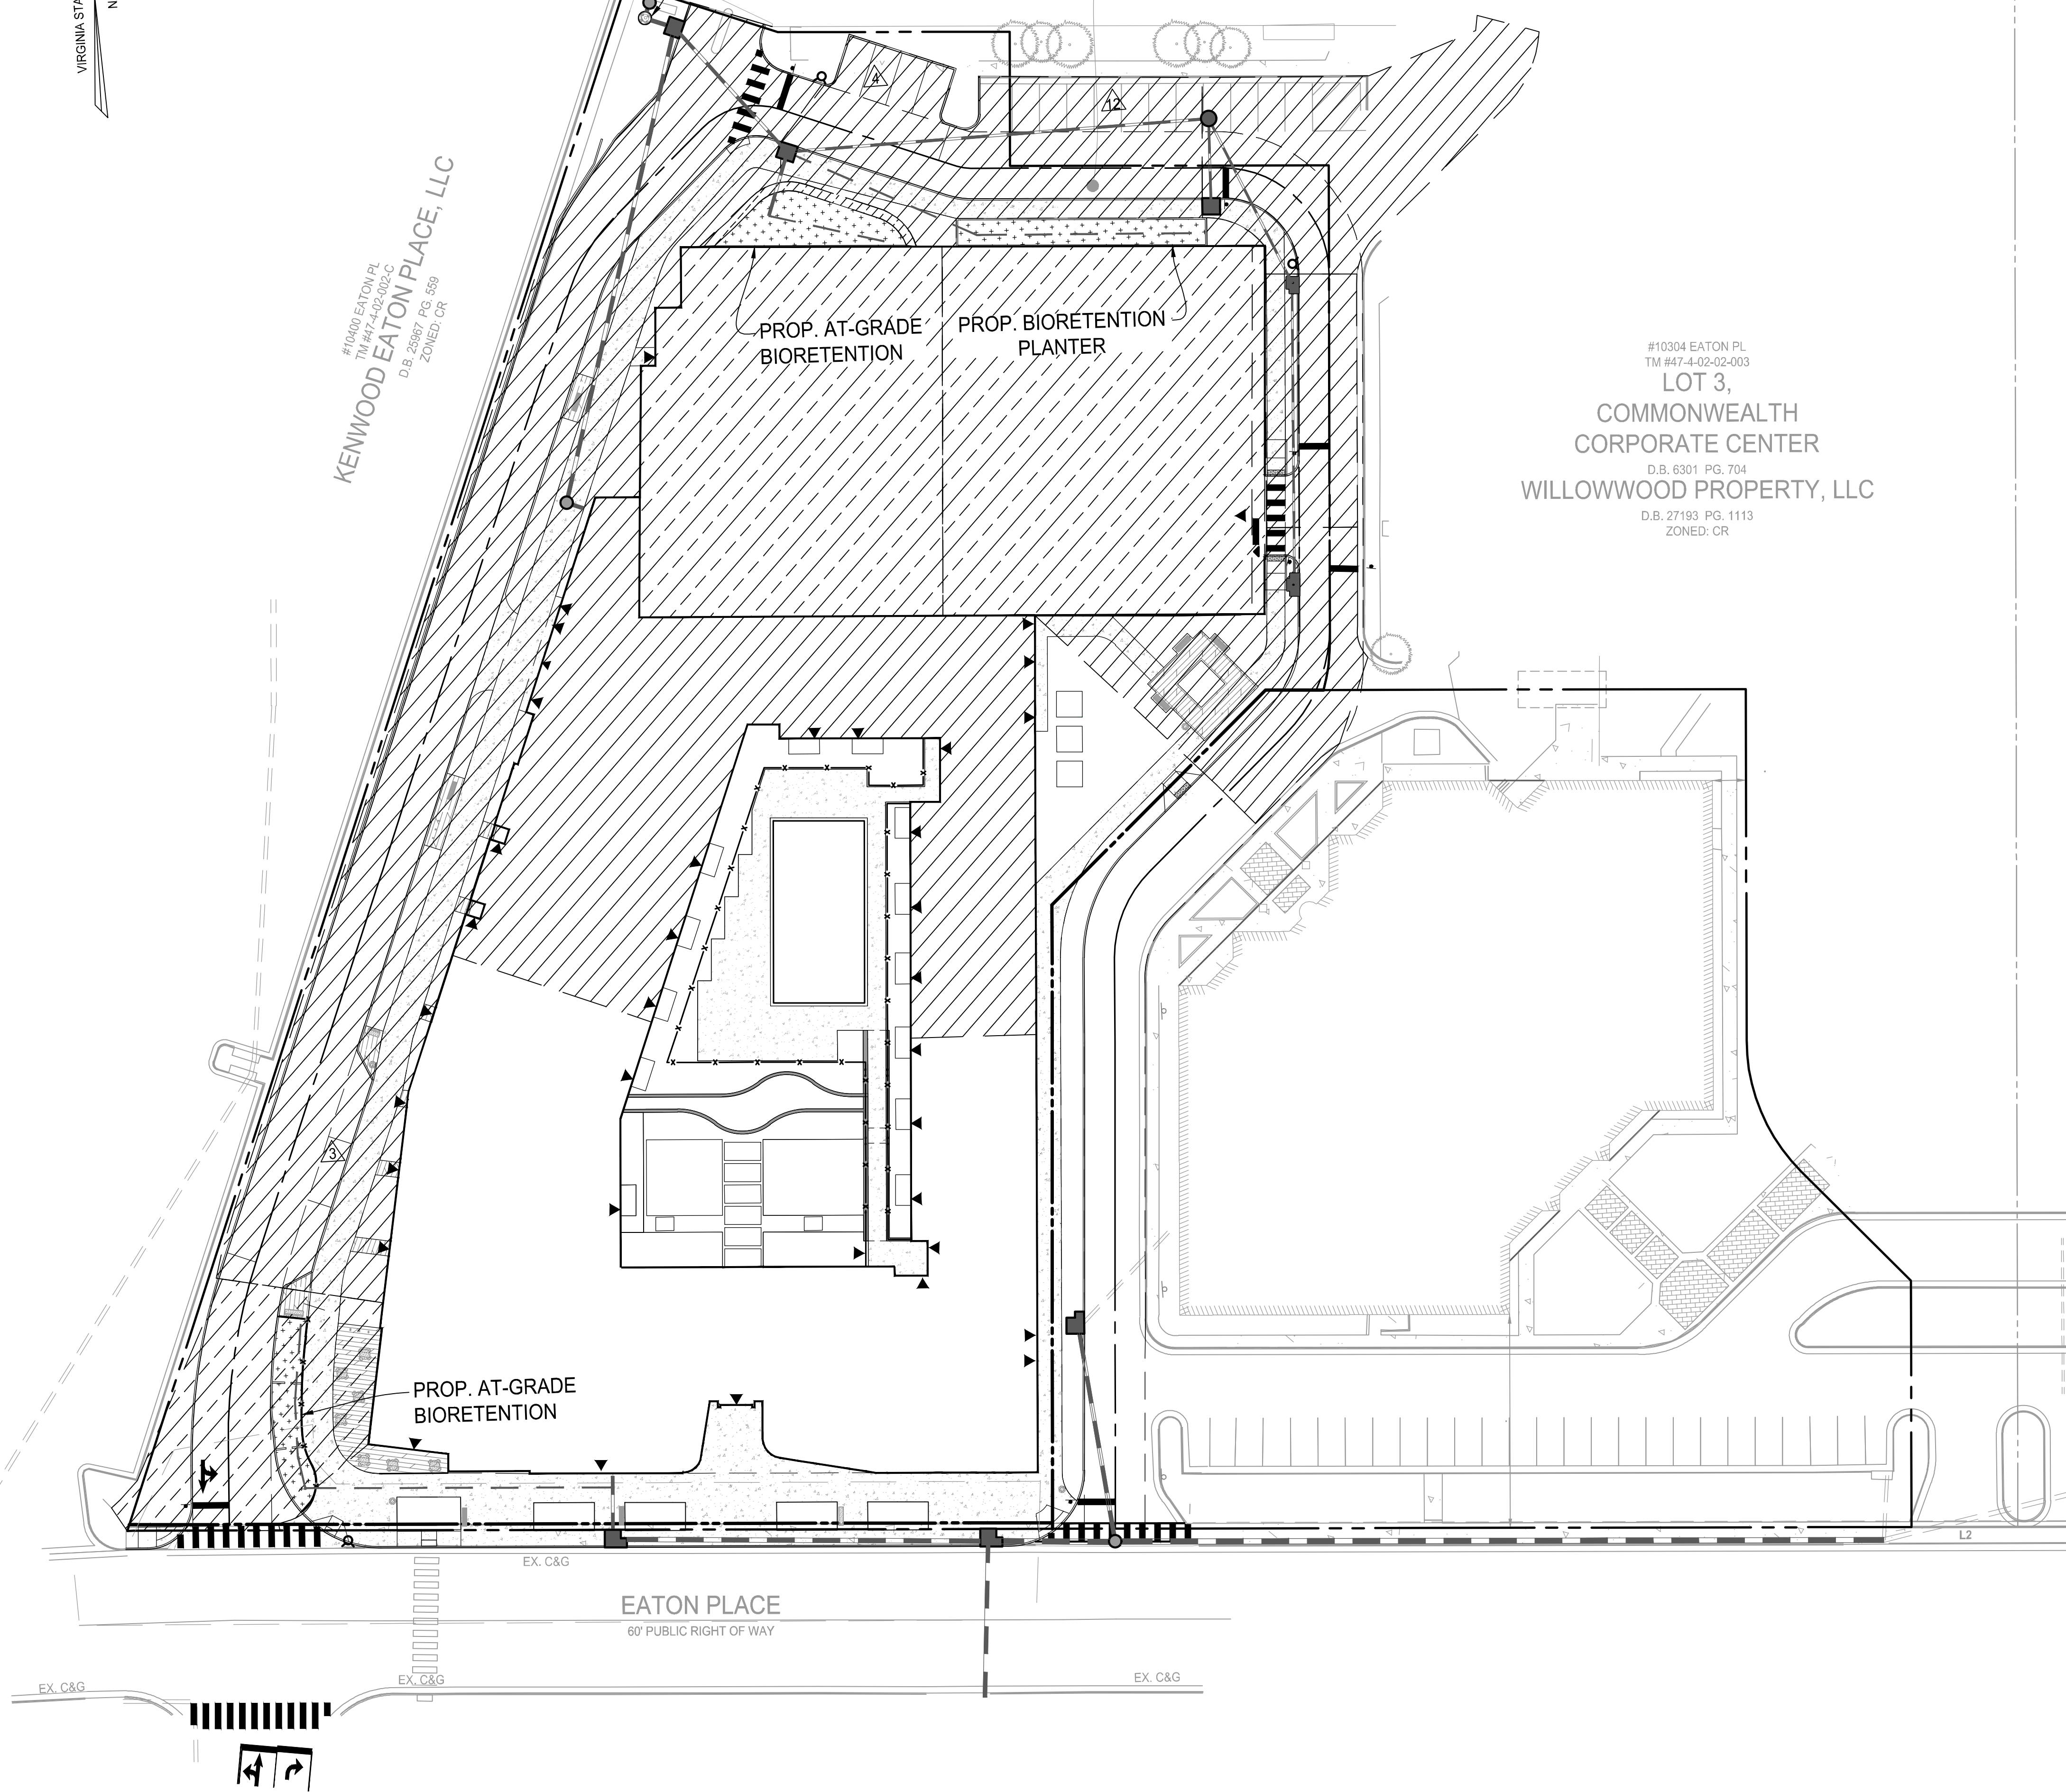 VIRGINIA STA
N
4
12
#10400 EATON PL
TM #47-4-02-002-C
KENWOOD EATON PLACE, LLC
D.B. 25967 PG. 559
ZONED: CR
PROP. AT-GRADE
BIORETENTION
PROP. BIORETENTION
PLANTER
#10304 EATON PL
TM #47-4-02-02-003
LOT 3,
COMMONWEALTH
CORPORATE CENTER
D.B. 6301 PG. 704
WILLOWWOOD PROPERTY, LLC
D.B. 27193 PG. 1113
ZONED: CR
3
PROP. AT-GRADE
BIORETENTION
L2
EX. C&G
EATON PLACE
60' PUBLIC RIGHT OF WAY
EX. C&G
EX. C&G
EX. C&G